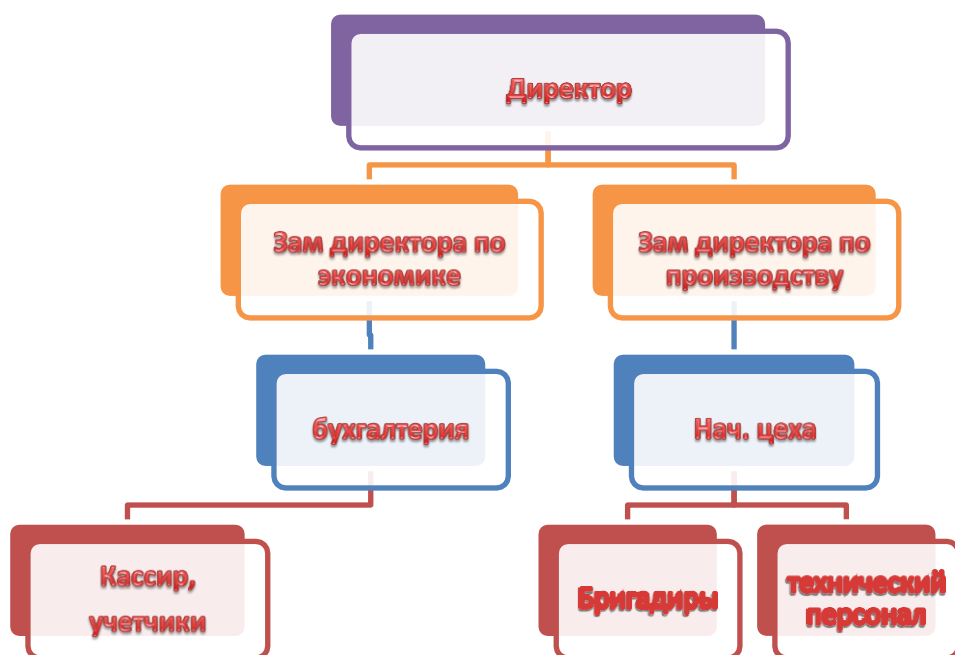 Директор
Зам директора по
экономике
Зам директора по
производству
бухгалтерия
Нач. цеха
Кассир,
учетчики
Бригадиры
технический
персонал